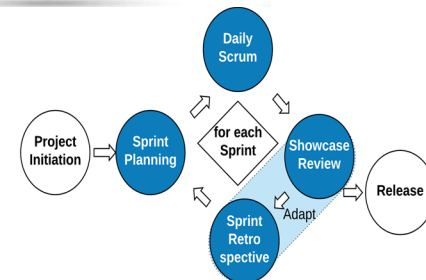 Daily
Scrum
Project
Initiation
Sprint
Planning
for each
Sprint
Showcase
Review
Release
Adapt
Sprint
Retro
spective